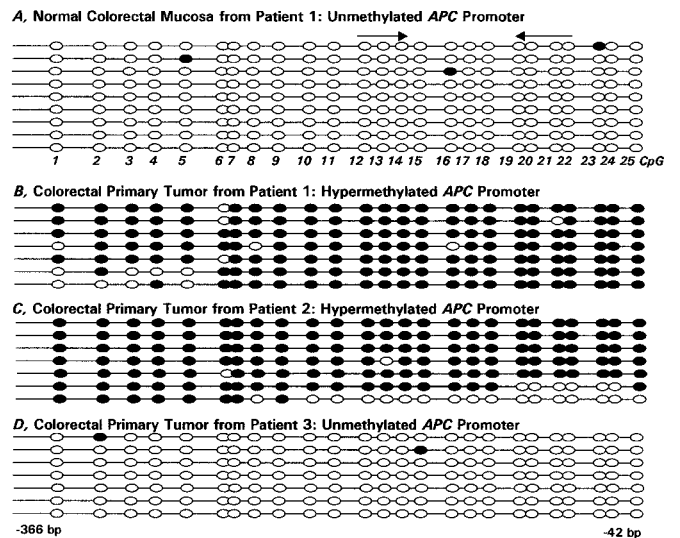 A, Normal Colorectal Mucosa from Patient 1: Unmethylated APC Promoter
1 2 3 4 5 6 7 8 9 10 11 12 13 14 15 16 17 18 19 20 21 22 23 24 25 CpG
B, Colorectal Primary Tumor from Patient 1: Hypermethylated APC Promoter
C, Colorectal Primary Tumor from Patient 2: Hypermethylated APC Promoter
D, Colorectal Primary Tumor from Patient 3: Unmethylated APC Promoter
-366 bp -42 bp